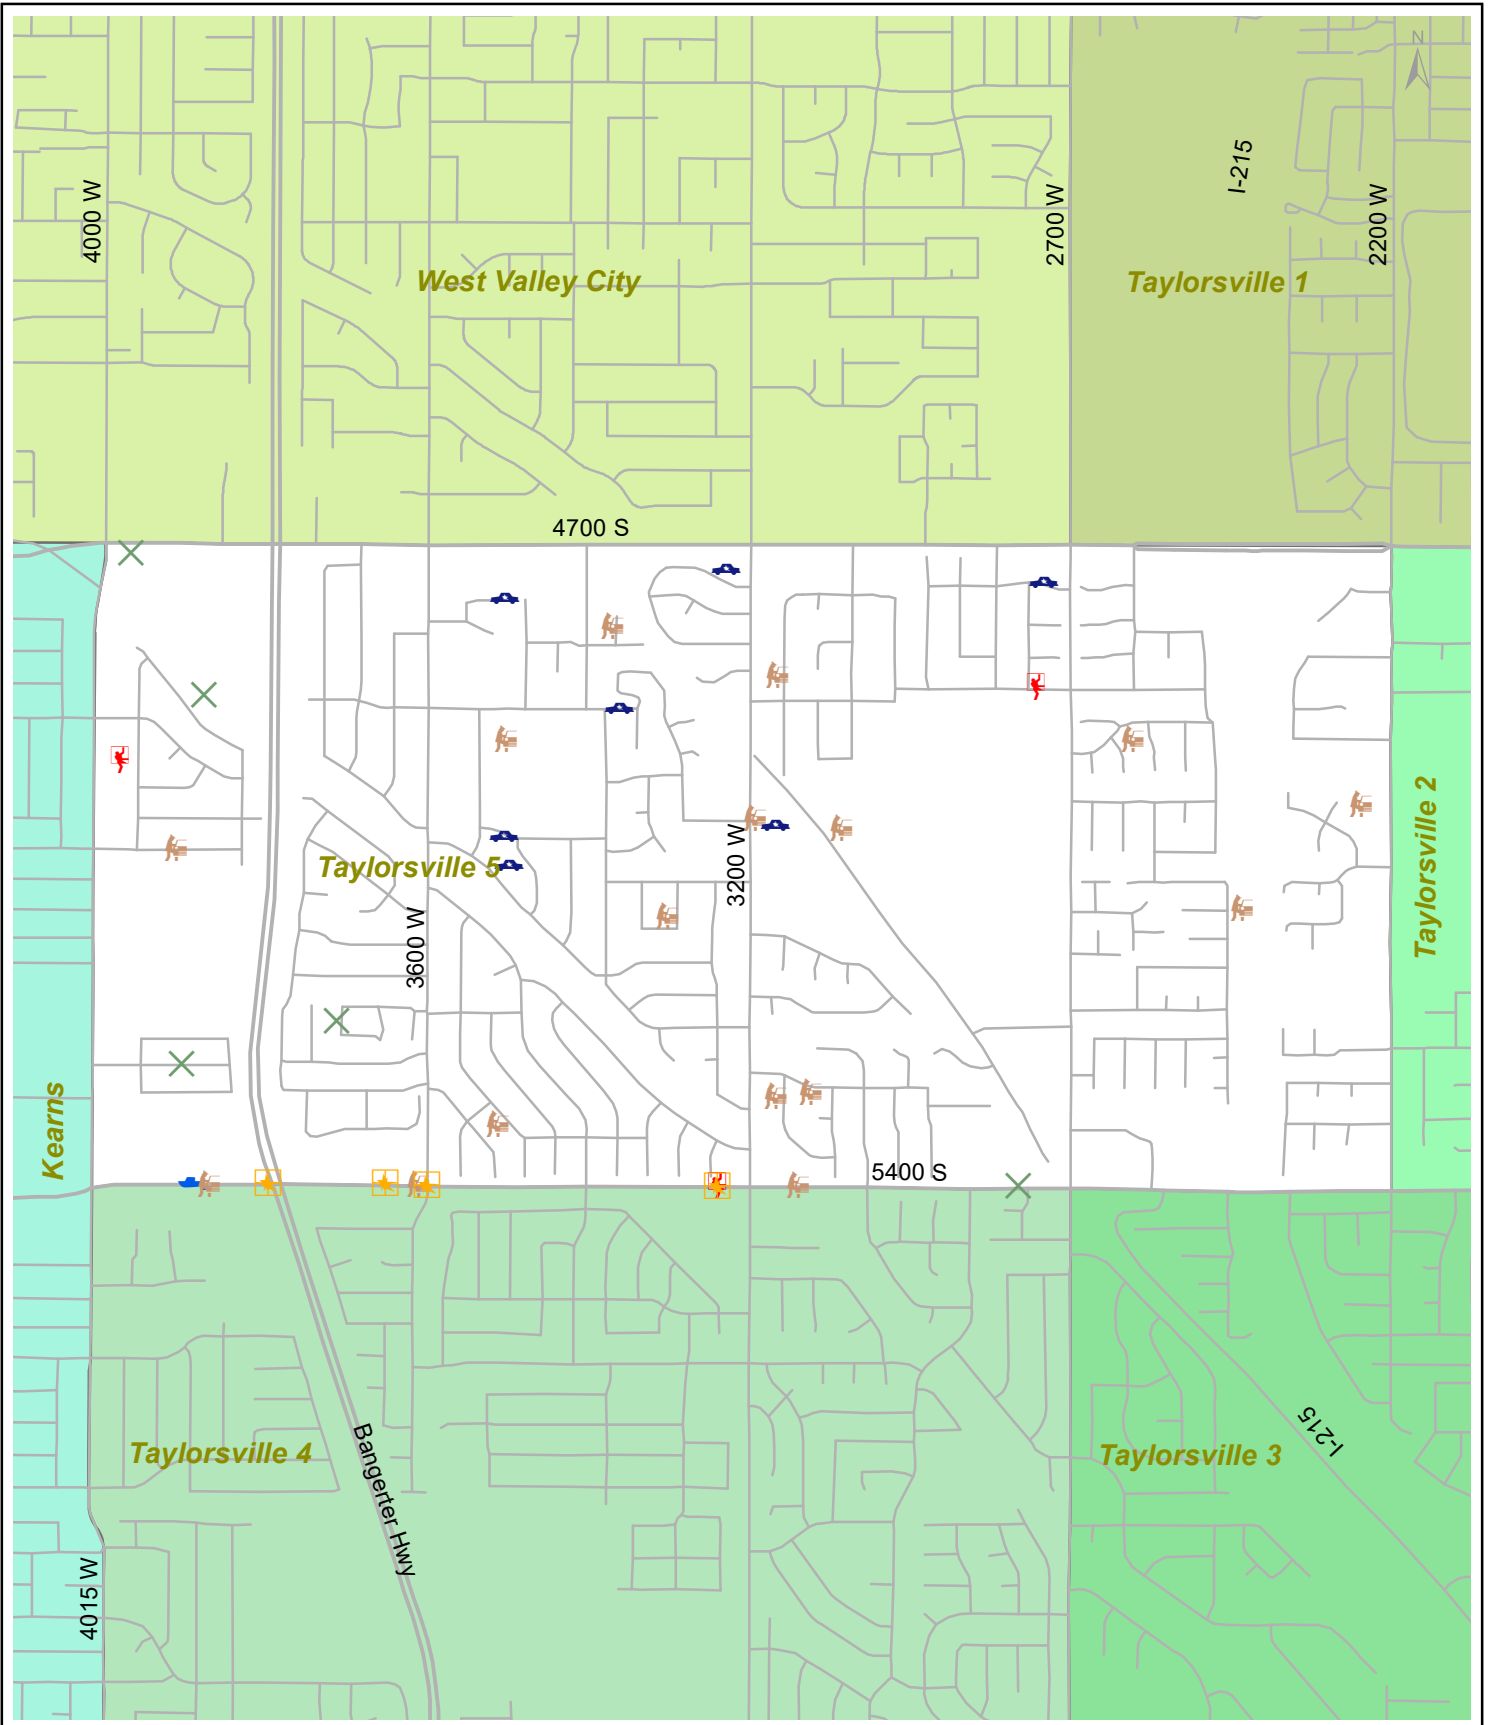 N
I-215
4000 W
2700 W
2200 W
West Valley City
Taylorsville 1
4700 S
Taylorsville 2
3200 W
Taylorsville 5
3600 W
Kearns
5400 S
I-215
Taylorsville 4
Taylorsville 3
Bangerter Hwy
4015 W